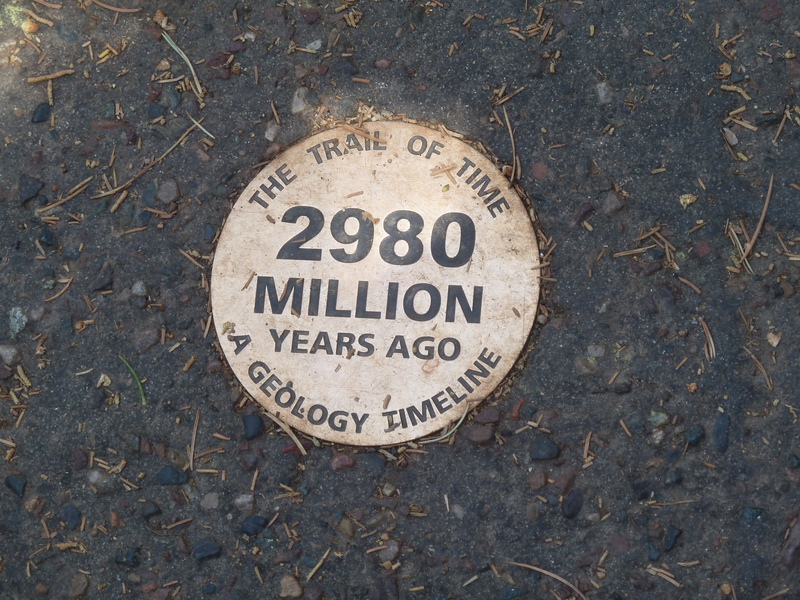 THE TRAIL OF TIME
2980
MILLION
YEARS AGO
A GEOLOGY TIMELINE